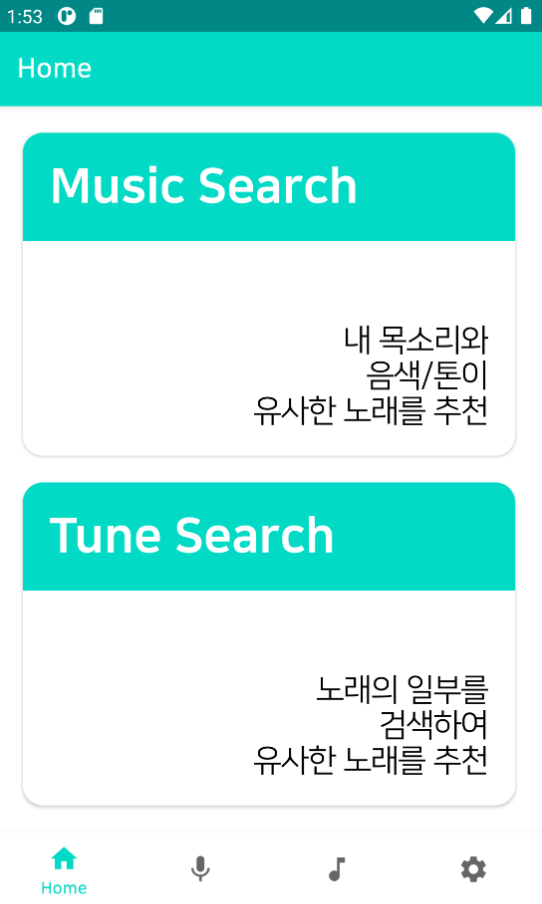 1:53
Home
Music Search
내 목소리와
음색/톤이
유사한 노래를 추천
Tune Search
노래의 일부를
검색하여
유사한 노래를 추천
Home